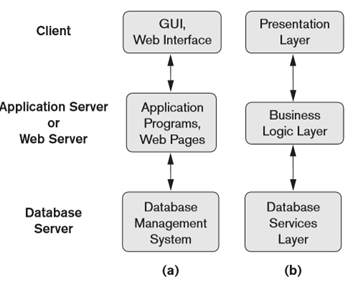 Client
GUI,
Web Interface
Presentation
Layer
Application Server
or
Web Server
Application
Programs,
Web Pages
Business
Logic Layer
Database
Server
Database
Management
System
Database
Services
Layer
(a)
(b)